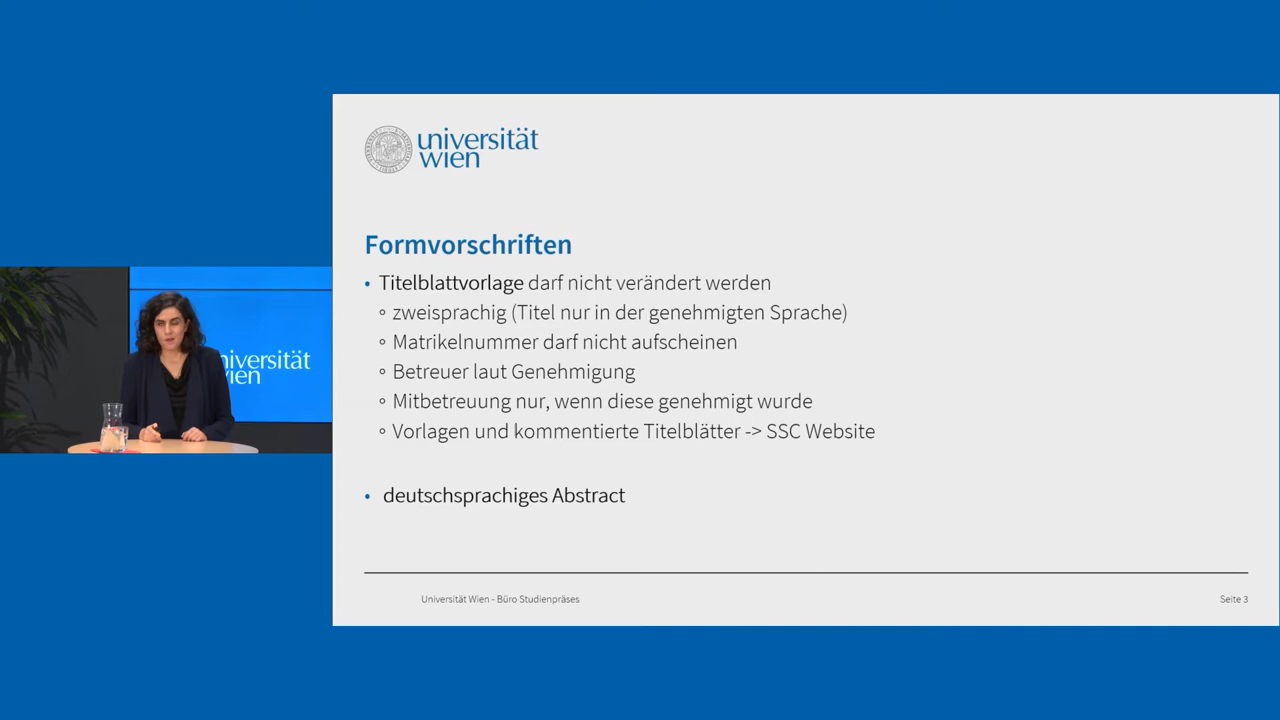 universität
wien
Formvorschriften
• Titelblattvorlage darf nicht verändert werden
◦ zweisprachig (Titel nur in der genehmigten Sprache)
◦ Matrikelnummer darf nicht aufscheinen
◦ Betreuer laut Genehmigung
◦ Mitbetreuung nur, wenn diese genehmigt wurde
◦ Vorlagen und kommentierte Titelblätter -> SSC Website
• deutschsprachiges Abstract
Universität Wien - Büro Studienpräses
Seite 3
niversität
ien